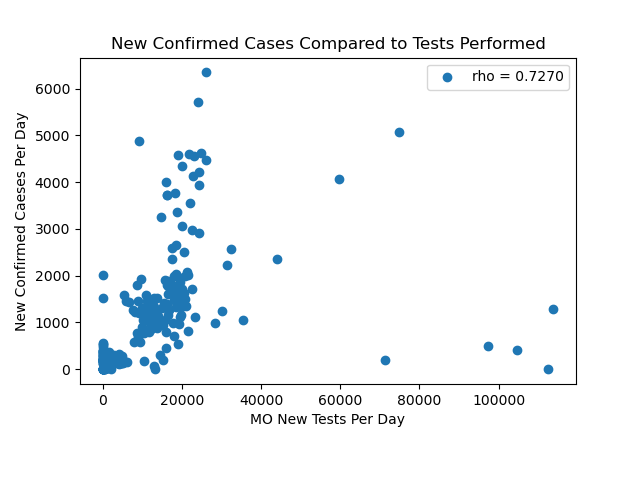 New Confirmed Cases Compared to Tests Performed
rho = 0.7270
New Confirmed Caeses Per Day
6000
5000
4000
3000
2000
1000
0
0 20000 40000 60000 80000 100000
MO New Tests Per Day